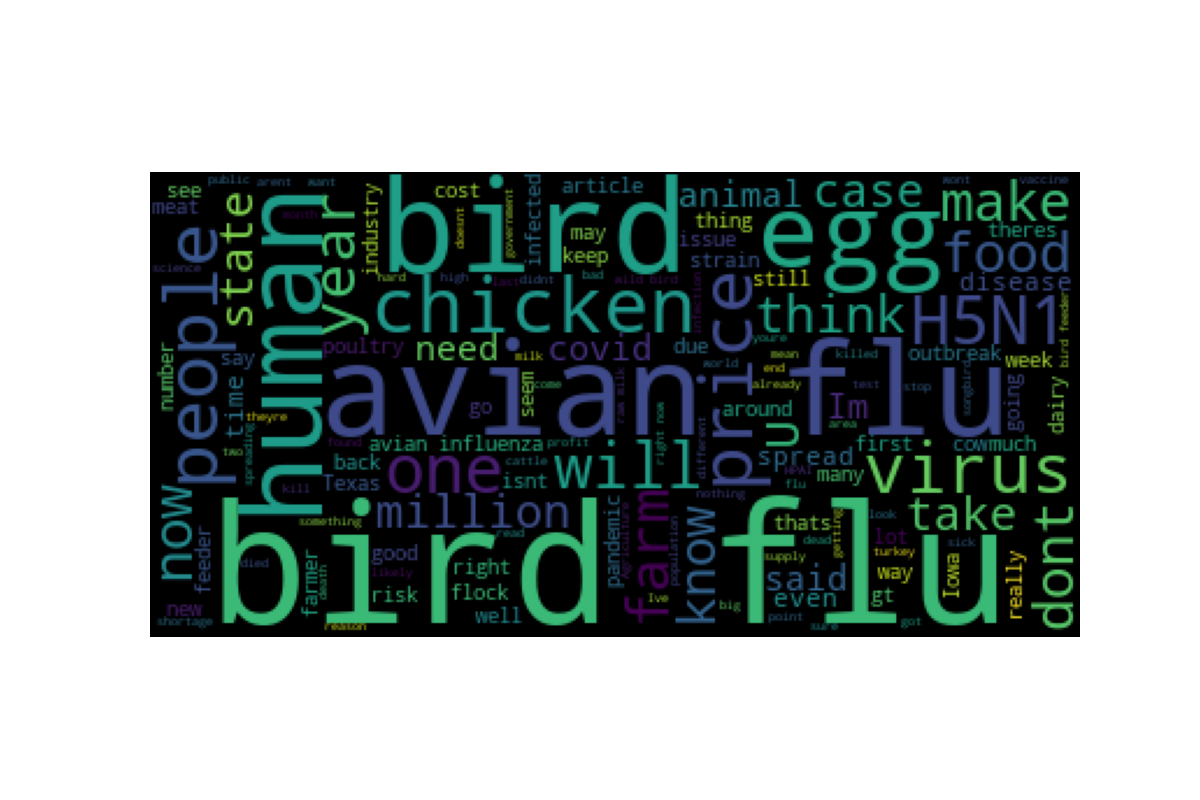 public
arent
want
see
meat
people
science
state
human
month
year
industry
cost
doesnt
government
infected
article
may
keep
bird
animal
thing
issue
strain
case
egg
make
wont
vaccine
theres
food
disease
still
hard
high
last
didnt
bad
wild bird
infection
chicken
price
think
H5N1
bird feeder
youre
poultry
need
milk
covid
due
world
mean
end
already
killed
outbreak
week
number
say
time
theyre
two
spreading
avian flu
seem
come
go
raw milk
test
stop
songbird
going
dairy
around
Im
area
U
found
avian influenza
profit
right now
different
first
cow
much
back
Texas
one
isnt
cattle
will
spread
HPAI
flu
many
virus
kill
nothing
now
feeder
something
million
read
pandemic
Agriculture
farm
population
know
thats
dead
getting
look
take
dont
died
farmer
death
good
likely
risk
right
flock
well
bird flu
supply
lot
turkey
way
sick
Iowa
really
new
shortage
reason
Ive
big
said
even
gt
point
sure
got